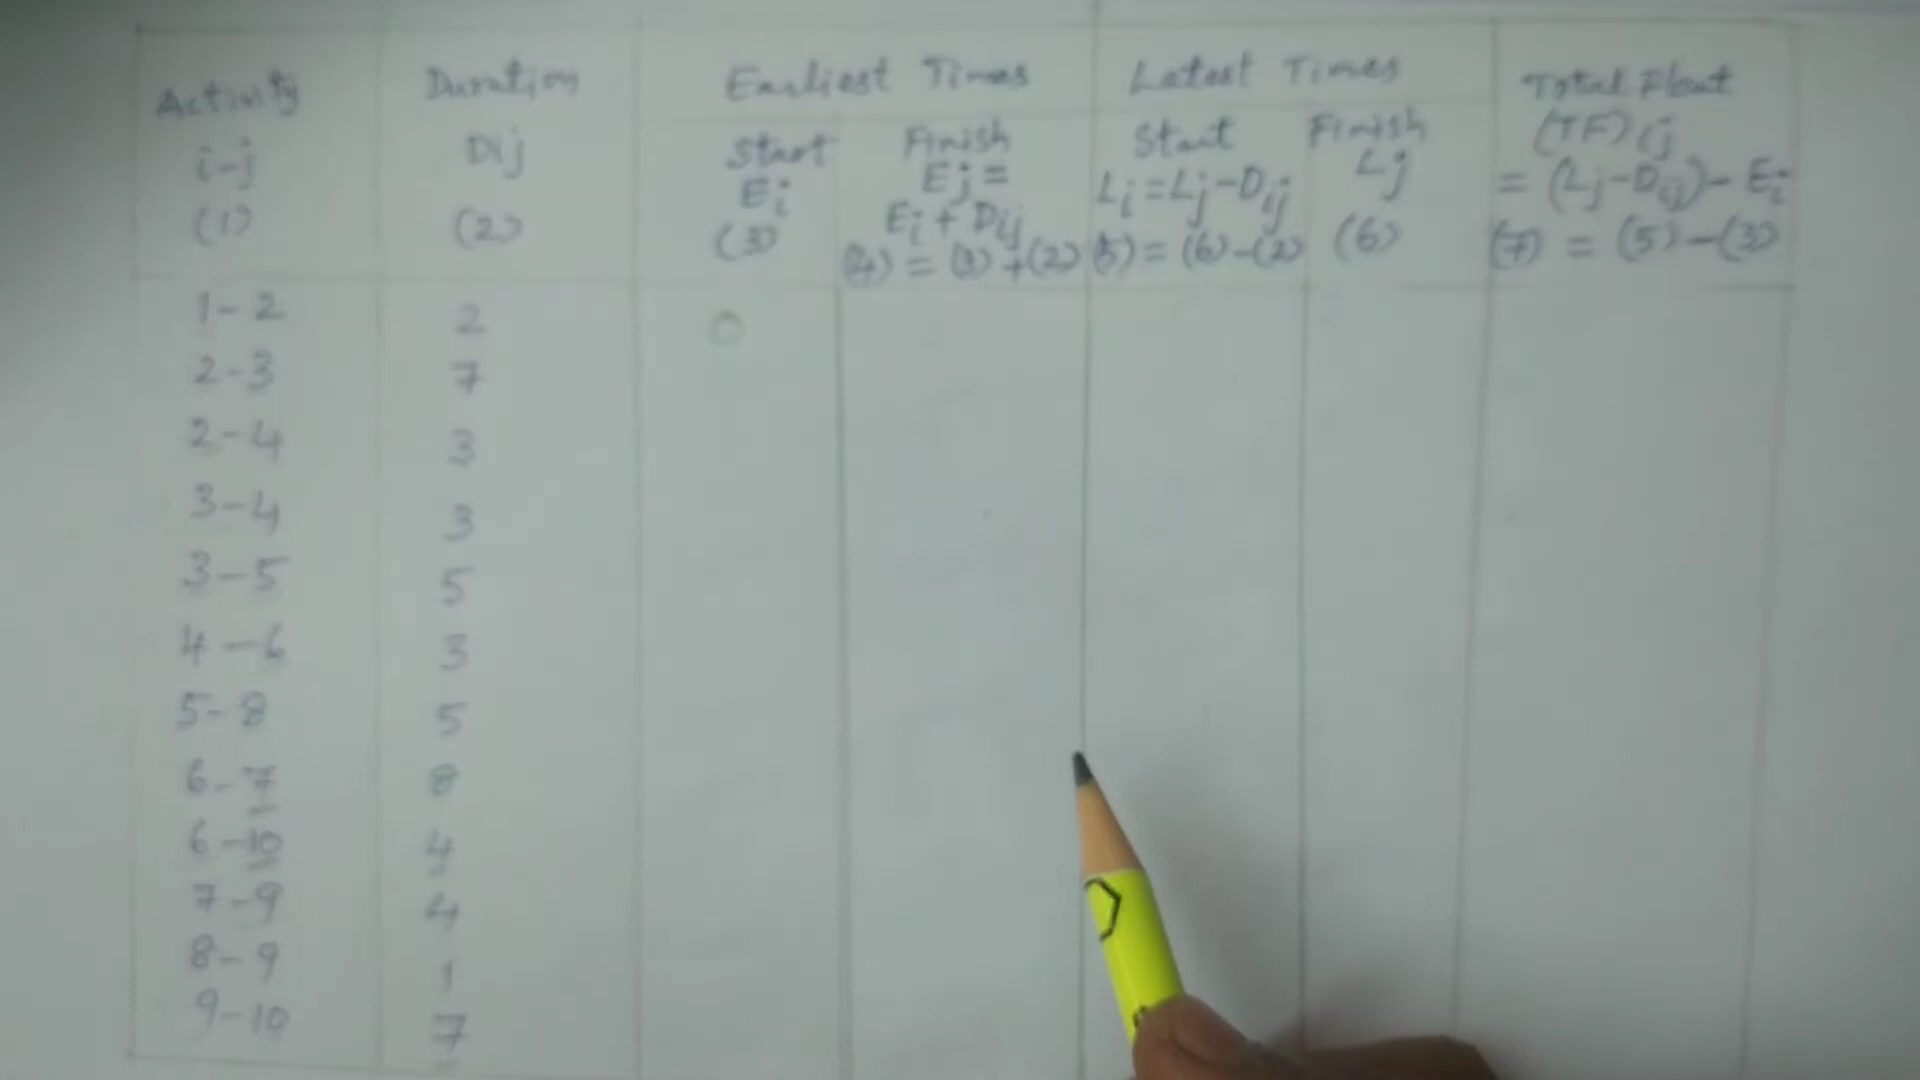 Activity Duration Earliest Times Latest Times Total Float
i-j Dij Start Finish Start Finish (TF)ij
Ei Ej= Li=Lj-Dij Lj = (Lj-Dij)-Ei
(1) (2) (3) Ei+Dij (6)
(4) = (3)+(2) (5) = (6)-(2) (7) = (5)-(3)
1-2 2 0
2-3 7
2-4 3
3-4 3
3-5 5
4-6 3
5-8 5
6-7 8
6-10 4
7-9 4
8-9 1
9-10 7